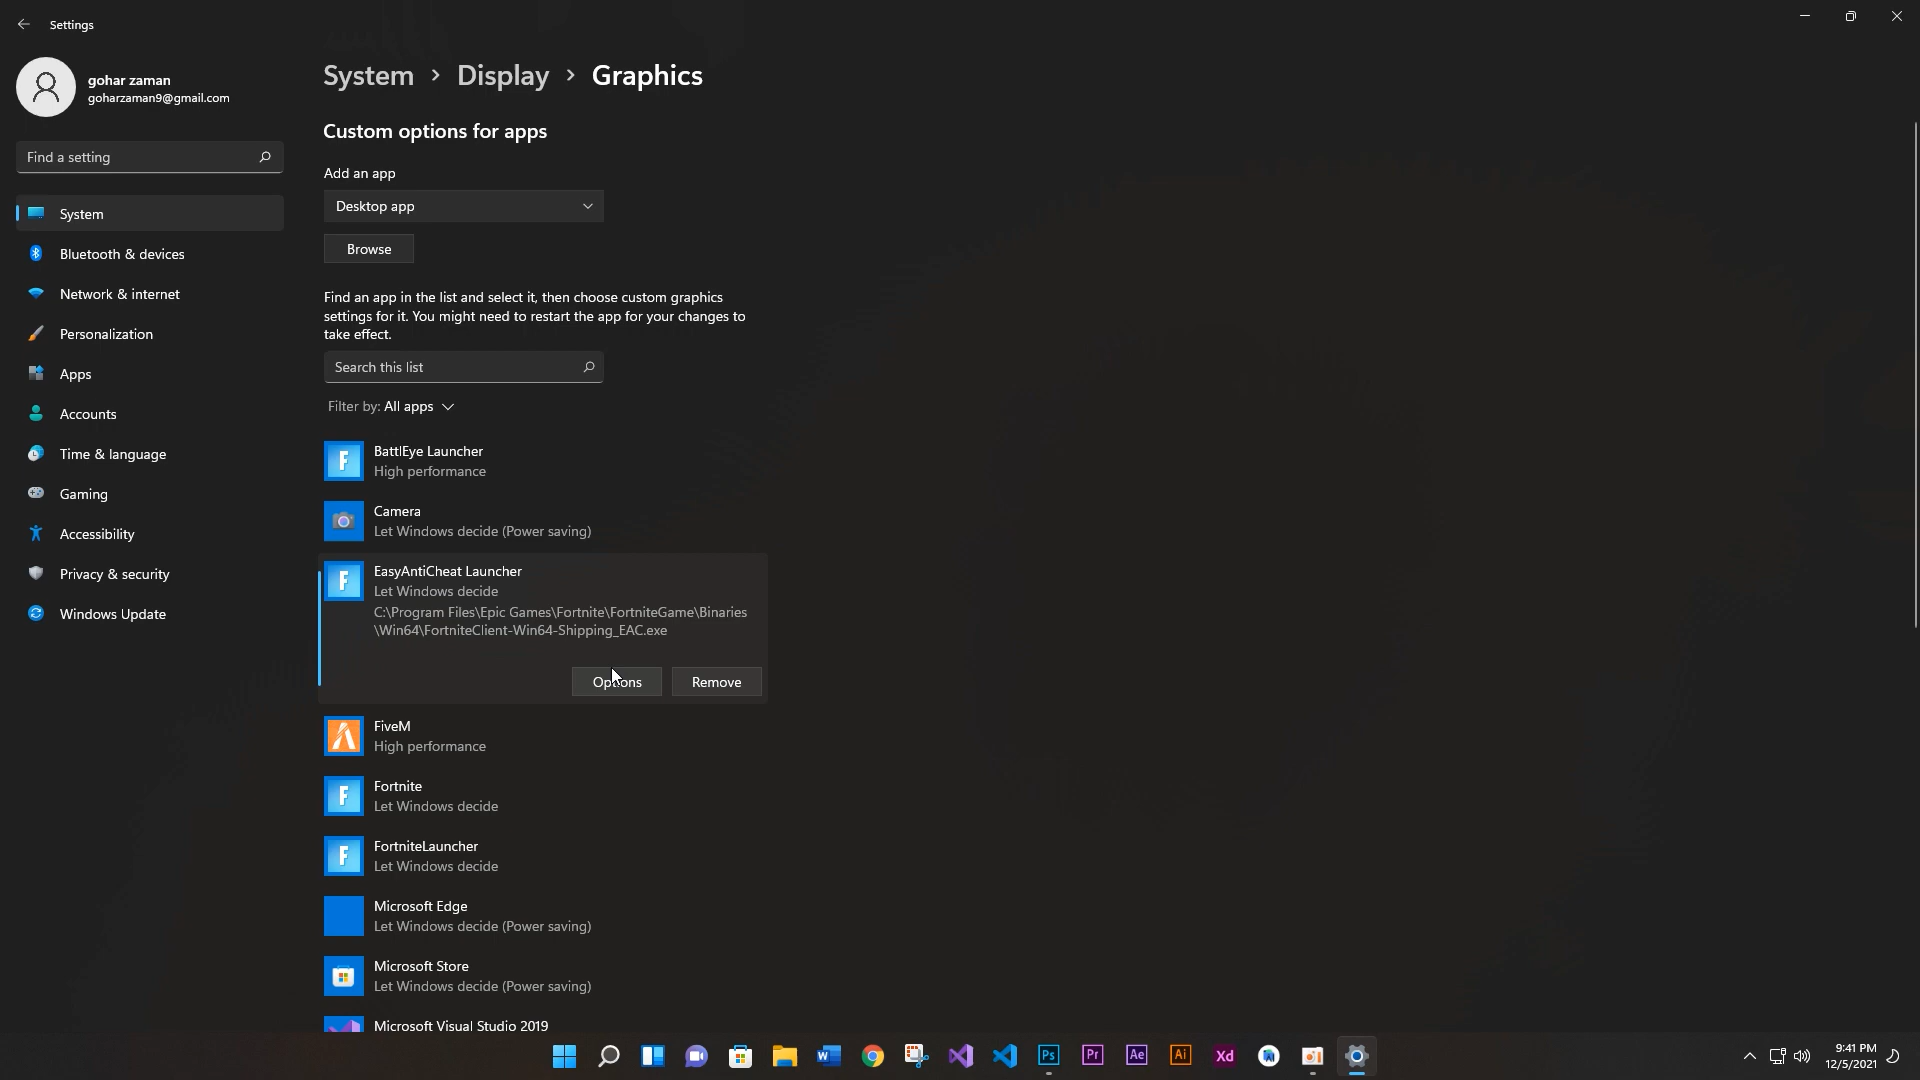 Settings
gohar zaman
goharzaman9@gmail.com
Find a setting
System
Bluetooth & devices
Network & internet
Personalization
Apps
Accounts
Time & language
Gaming
Accessibility
Privacy & security
Windows Update
System > Display > Graphics
Custom options for apps
Add an app
Desktop app
Browse
Find an app in the list and select it, then choose custom graphics
settings for it. You might need to restart the app for your changes to
take effect.
Search this list
Filter by: All apps
BattlEye Launcher
High performance
Camera
Let Windows decide (Power saving)
EasyAntiCheat Launcher
Let Windows decide
C:\Program Files\Epic Games\Fortnite\FortniteGame\Binaries
\Win64\FortniteClient-Win64-Shipping_EAC.exe
Options
Remove
FiveM
High performance
Fortnite
Let Windows decide
FortniteLauncher
Let Windows decide
Microsoft Edge
Let Windows decide (Power saving)
Microsoft Store
Let Windows decide (Power saving)
Microsoft Visual Studio 2019
Ps
Pr
Ae
Ai
Xd
9:41 PM
12/5/2021